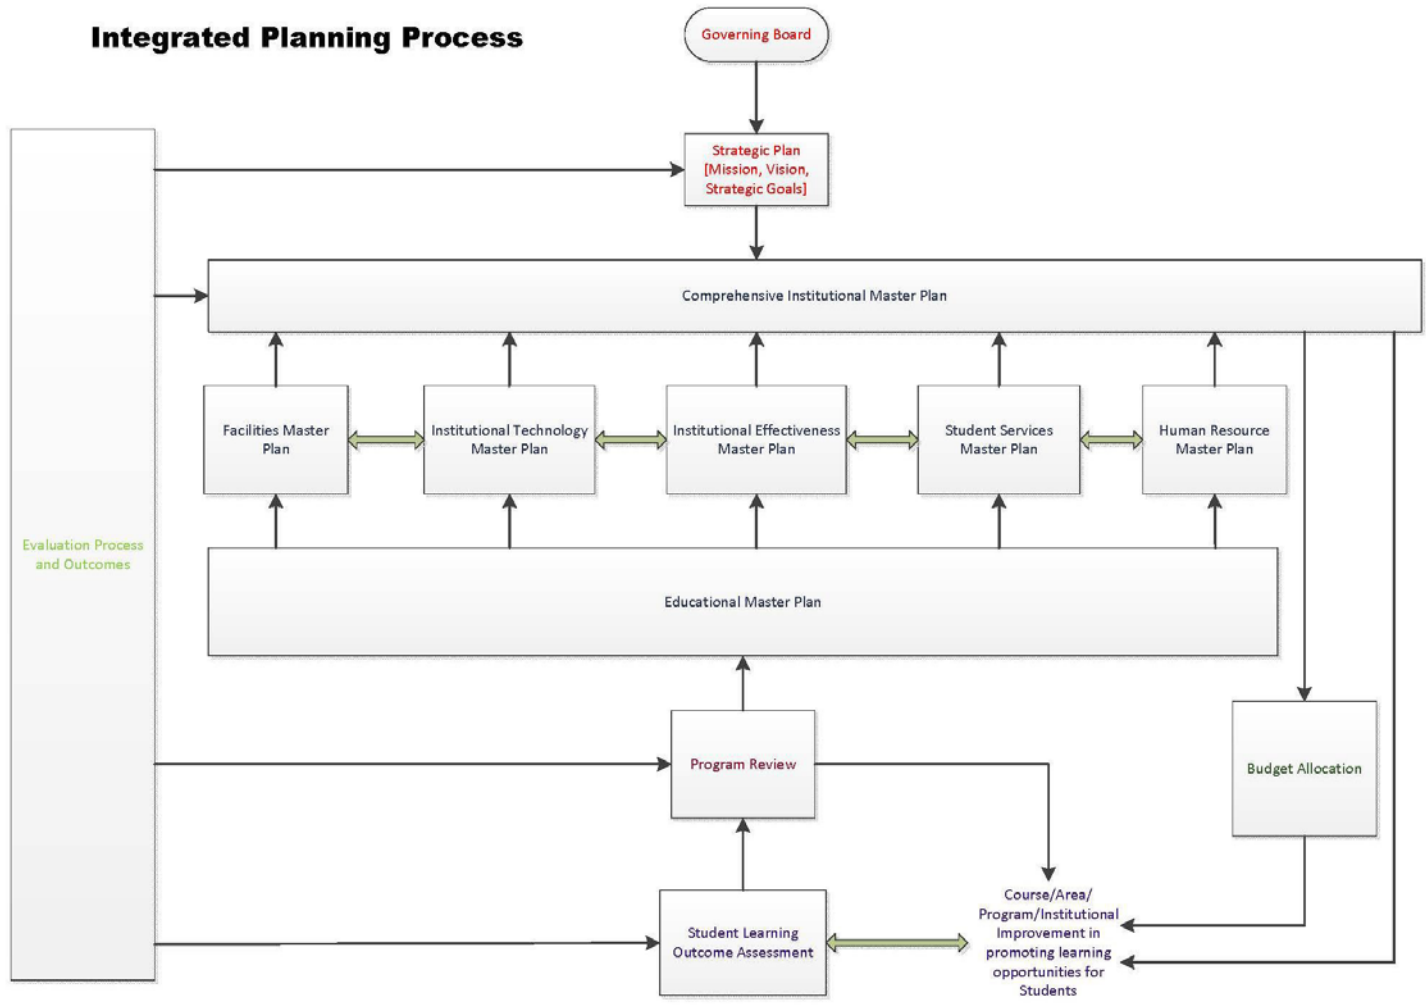 Integrated Planning Process
Governing Board
Strategic Plan
[Mission, Vision,
Strategic Goals]
Comprehensive Institutional Master Plan
Facilities Master
Plan
Institutional Technology
Master Plan
Institutional Effectiveness
Master Plan
Student Services
Master Plan
Human Resource
Master Plan
Evaluation Process
and Outcomes
Educational Master Plan
Program Review
Budget Allocation
Student Learning
Outcome Assessment
Course/Area/
Program/Institutional
Improvement in
promoting learning
opportunities for
Students